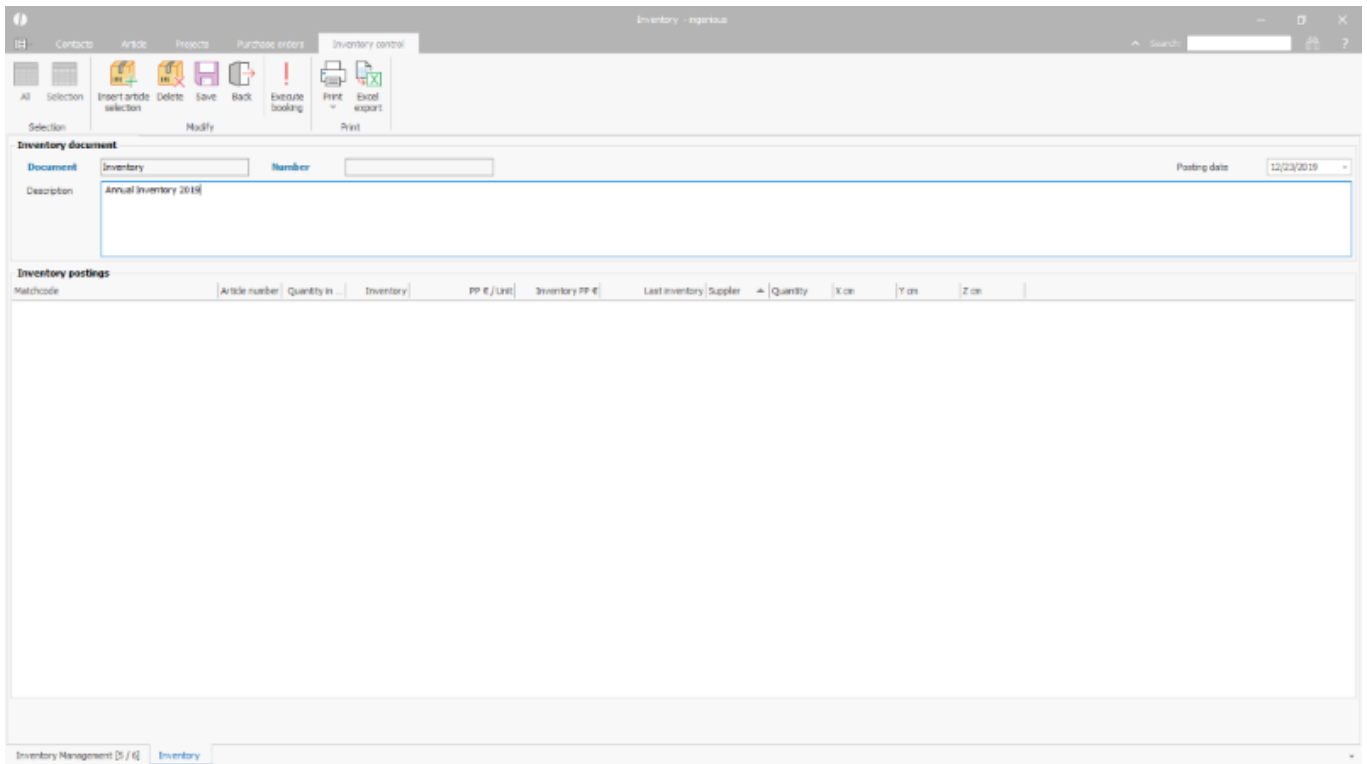 Inventory - ingenious
Contacts Article Projects Purchase orders Inventory control Search: ?
All Selection Insert article selection Delete Save Back Execute booking Print Excel export
Selection Modify Print
Inventory document
Document Inventory Number Posting date 12/23/2019
Description Annual Inventory 2019
Inventory postings
Matchcode Article number Quantity in ... Inventory PP €/Unit Inventory PP € Last inventory Supplier Quantity X cm Y cm Z cm
Inventory Management [5 / 6] Inventory